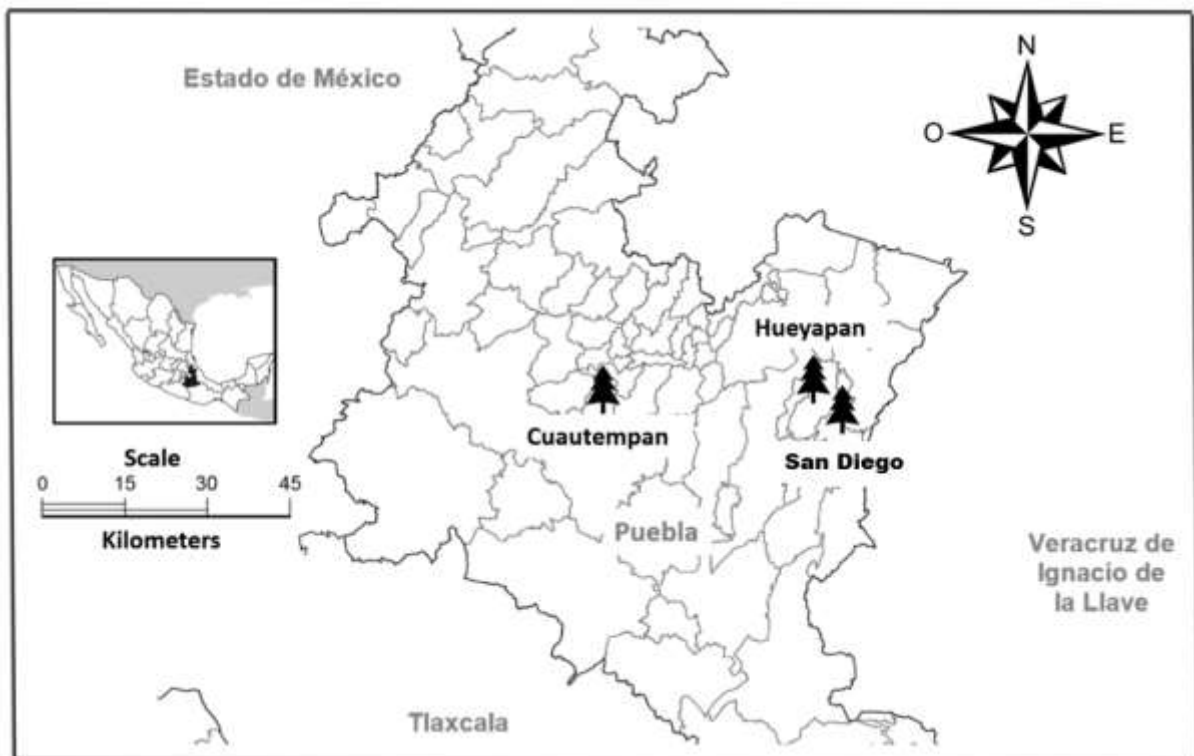 Estado de México
N
O
E
S
Hueyapan
Cuautempan
San Diego
Scale
0 15 30 45
Kilometers
Puebla
Veracruz de
Ignacio de
la Llave
Tlaxcala